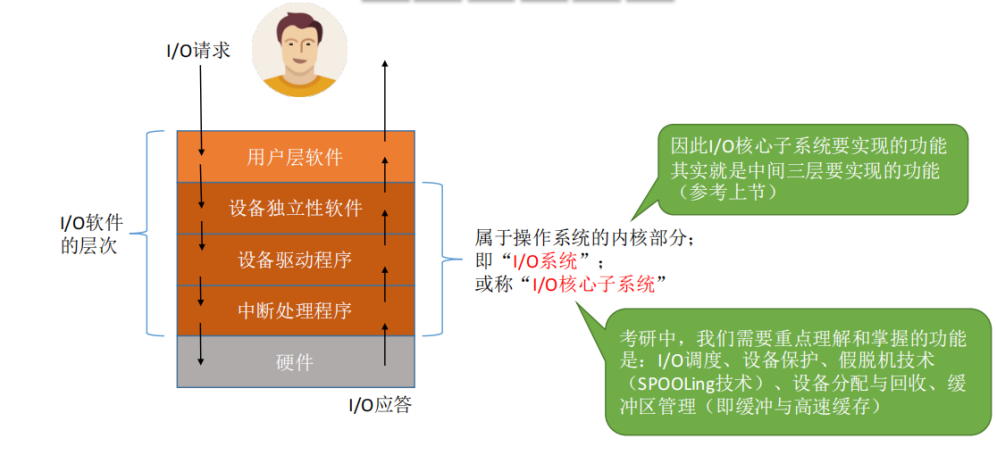 I/O请求
用户层软件
设备独立性软件
设备驱动程序
中断处理程序
硬件
I/O软件
的层次
I/O应答
属于操作系统的内核部分；
即“I/O系统”；
或称“I/O核心子系统”
因此I/O核心子系统要实现的功能
其实就是中间三层要实现的功能
（参考上节）
考研中，我们需要重点理解和掌握的功能
是：I/O调度、设备保护、假脱机技术
（SPOOLing技术）、设备分配与回收、缓
冲区管理（即缓冲与高速缓存）